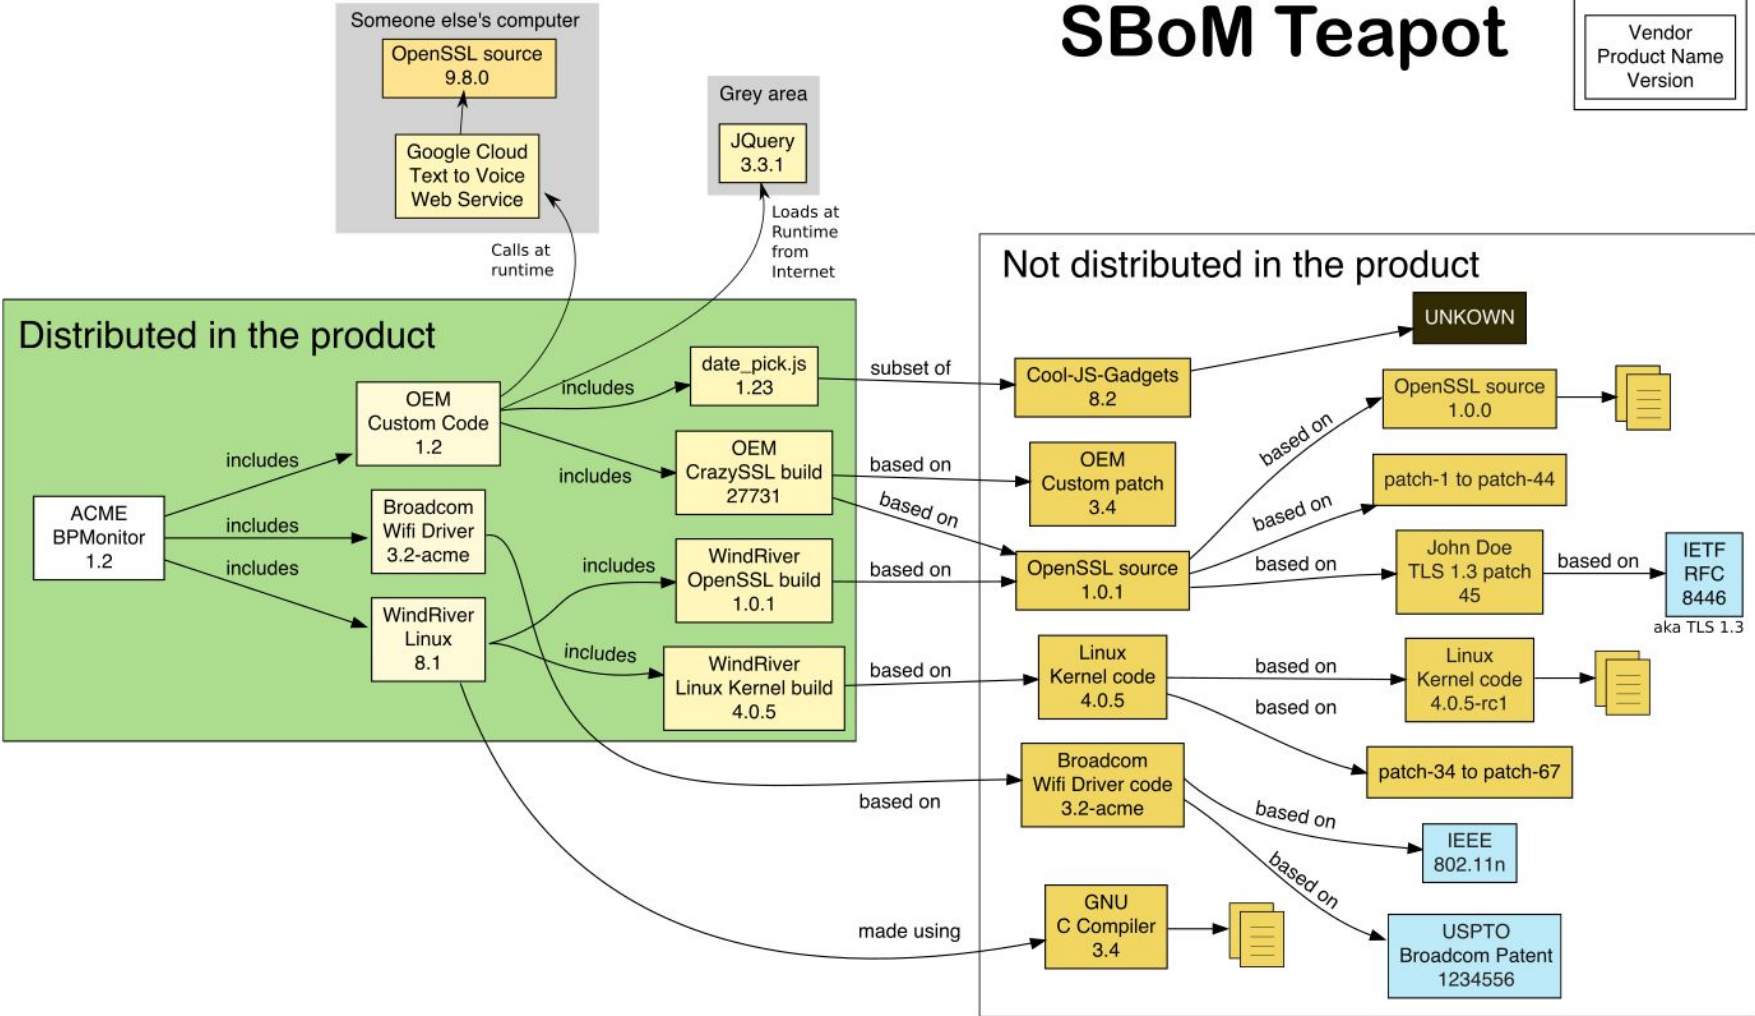 SBoM Teapot
Vendor
Product Name
Version
Someone else's computer
OpenSSL source
9.8.0
Google Cloud
Text to Voice
Web Service
Grey area
JQuery
3.3.1
Calls at
runtime
Loads at
Runtime
from
Internet
Distributed in the product
ACME
BPMonitor
1.2
includes
includes
includes
OEM
Custom Code
1.2
Broadcom
Wifi Driver
3.2-acme
WindRiver
Linux
8.1
includes
includes
includes
includes
date_pick.js
1.23
OEM
CrazySSL build
27731
WindRiver
OpenSSL build
1.0.1
WindRiver
Linux Kernel build
4.0.5
subset of
based on
based on
based on
based on
based on
made using
Not distributed in the product
Cool-JS-Gadgets
8.2
UNKOWN
OEM
Custom patch
3.4
OpenSSL source
1.0.1
based on
based on
based on
OpenSSL source
1.0.0
patch-1 to patch-44
John Doe
TLS 1.3 patch
45
based on
IETF
RFC
8446
aka TLS 1.3
Linux
Kernel code
4.0.5
based on
based on
Linux
Kernel code
4.0.5-rc1
patch-34 to patch-67
Broadcom
Wifi Driver code
3.2-acme
based on
based on
IEEE
802.11n
USPTO
Broadcom Patent
1234556
GNU
C Compiler
3.4